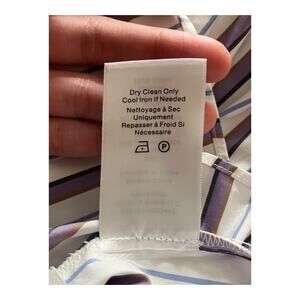 Dry Clean Only
Cool Iron If Needed
Nettoyage à Sec
Uniquement
Repasser à Froid Si
Nécessaire
P